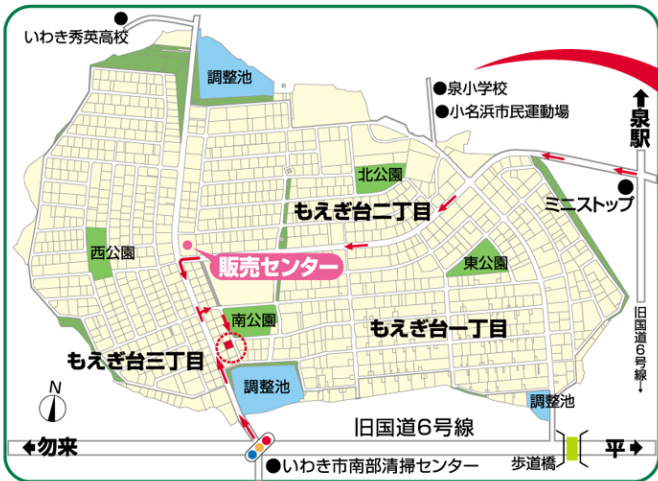 いわき秀英高校
調整池
●泉小学校
●小名浜市民運動場
泉駅
北公園
もえぎ台二丁目
ミニストップ
西公園
販売センター
東公園
南公園
もえぎ台一丁目
旧国道6号線→
もえぎ台三丁目
N
調整池
調整池
旧国道6号線
←勿来
●いわき市南部清掃センター
歩道橋
平→